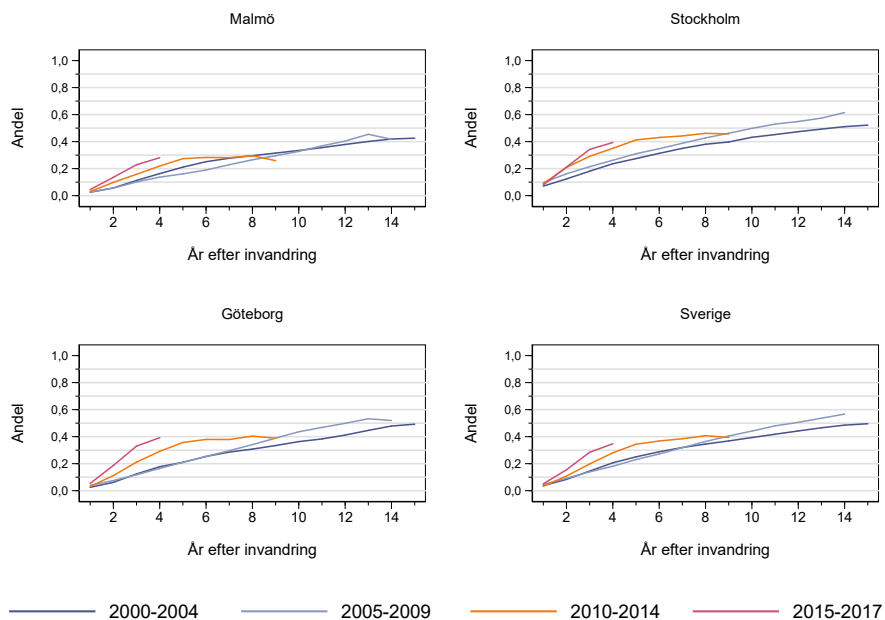 Malmö
Stockholm
Andel
1,0
0,8
0,6
0,4
0,2
0,0
2 4 6 8 10 12 14
År efter invandring
Andel
1,0
0,8
0,6
0,4
0,2
0,0
2 4 6 8 10 12 14
År efter invandring
Göteborg
Sverige
Andel
1,0
0,8
0,6
0,4
0,2
0,0
2 4 6 8 10 12 14
År efter invandring
Andel
1,0
0,8
0,6
0,4
0,2
0,0
2 4 6 8 10 12 14
År efter invandring
2000-2004 2005-2009 2010-2014 2015-2017